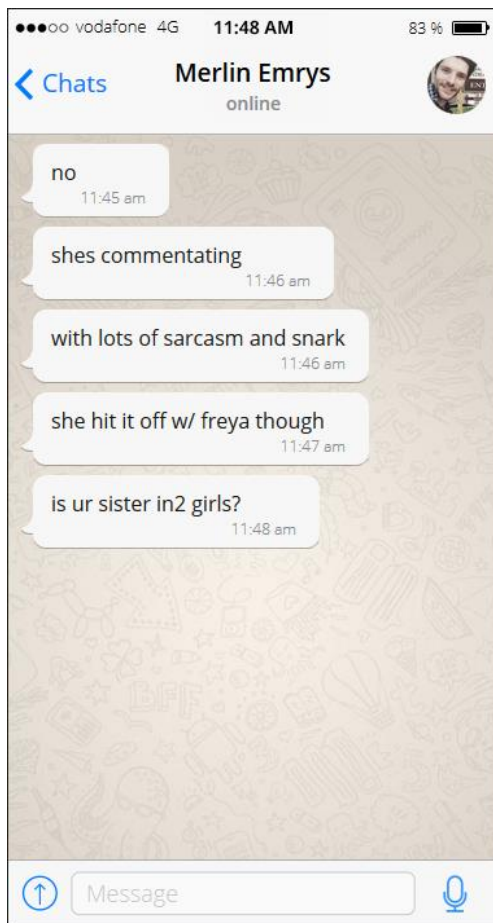 vodafone 4G 11:48 AM 83 %
Chats Merlin Emrys
online
no
11:45 am
shes commentating
11:46 am
with lots of sarcasm and snark
11:46 am
she hit it off w/ freya though
11:47 am
is ur sister in2 girls?
11:48 am
Message